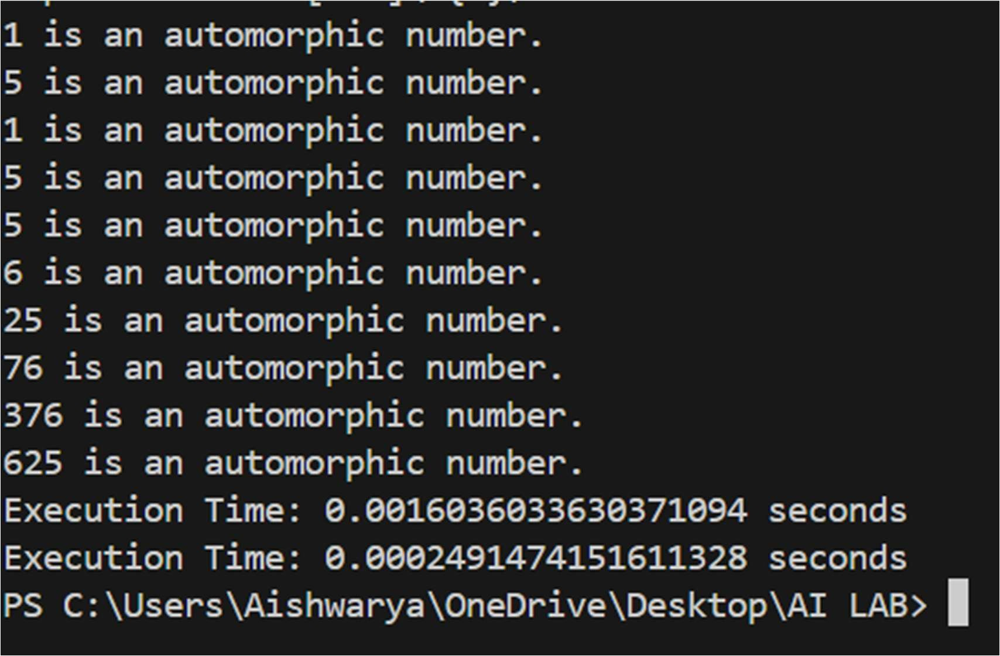 1 is an automorphic number.
5 is an automorphic number.
1 is an automorphic number.
5 is an automorphic number.
5 is an automorphic number.
6 is an automorphic number.
25 is an automorphic number.
76 is an automorphic number.
376 is an automorphic number.
625 is an automorphic number.
Execution Time: 0.0016036033630371094 seconds
Execution Time: 0.0002491474151611328 seconds
PS C:\Users\Aishwarya\OneDrive\Desktop\AI LAB>